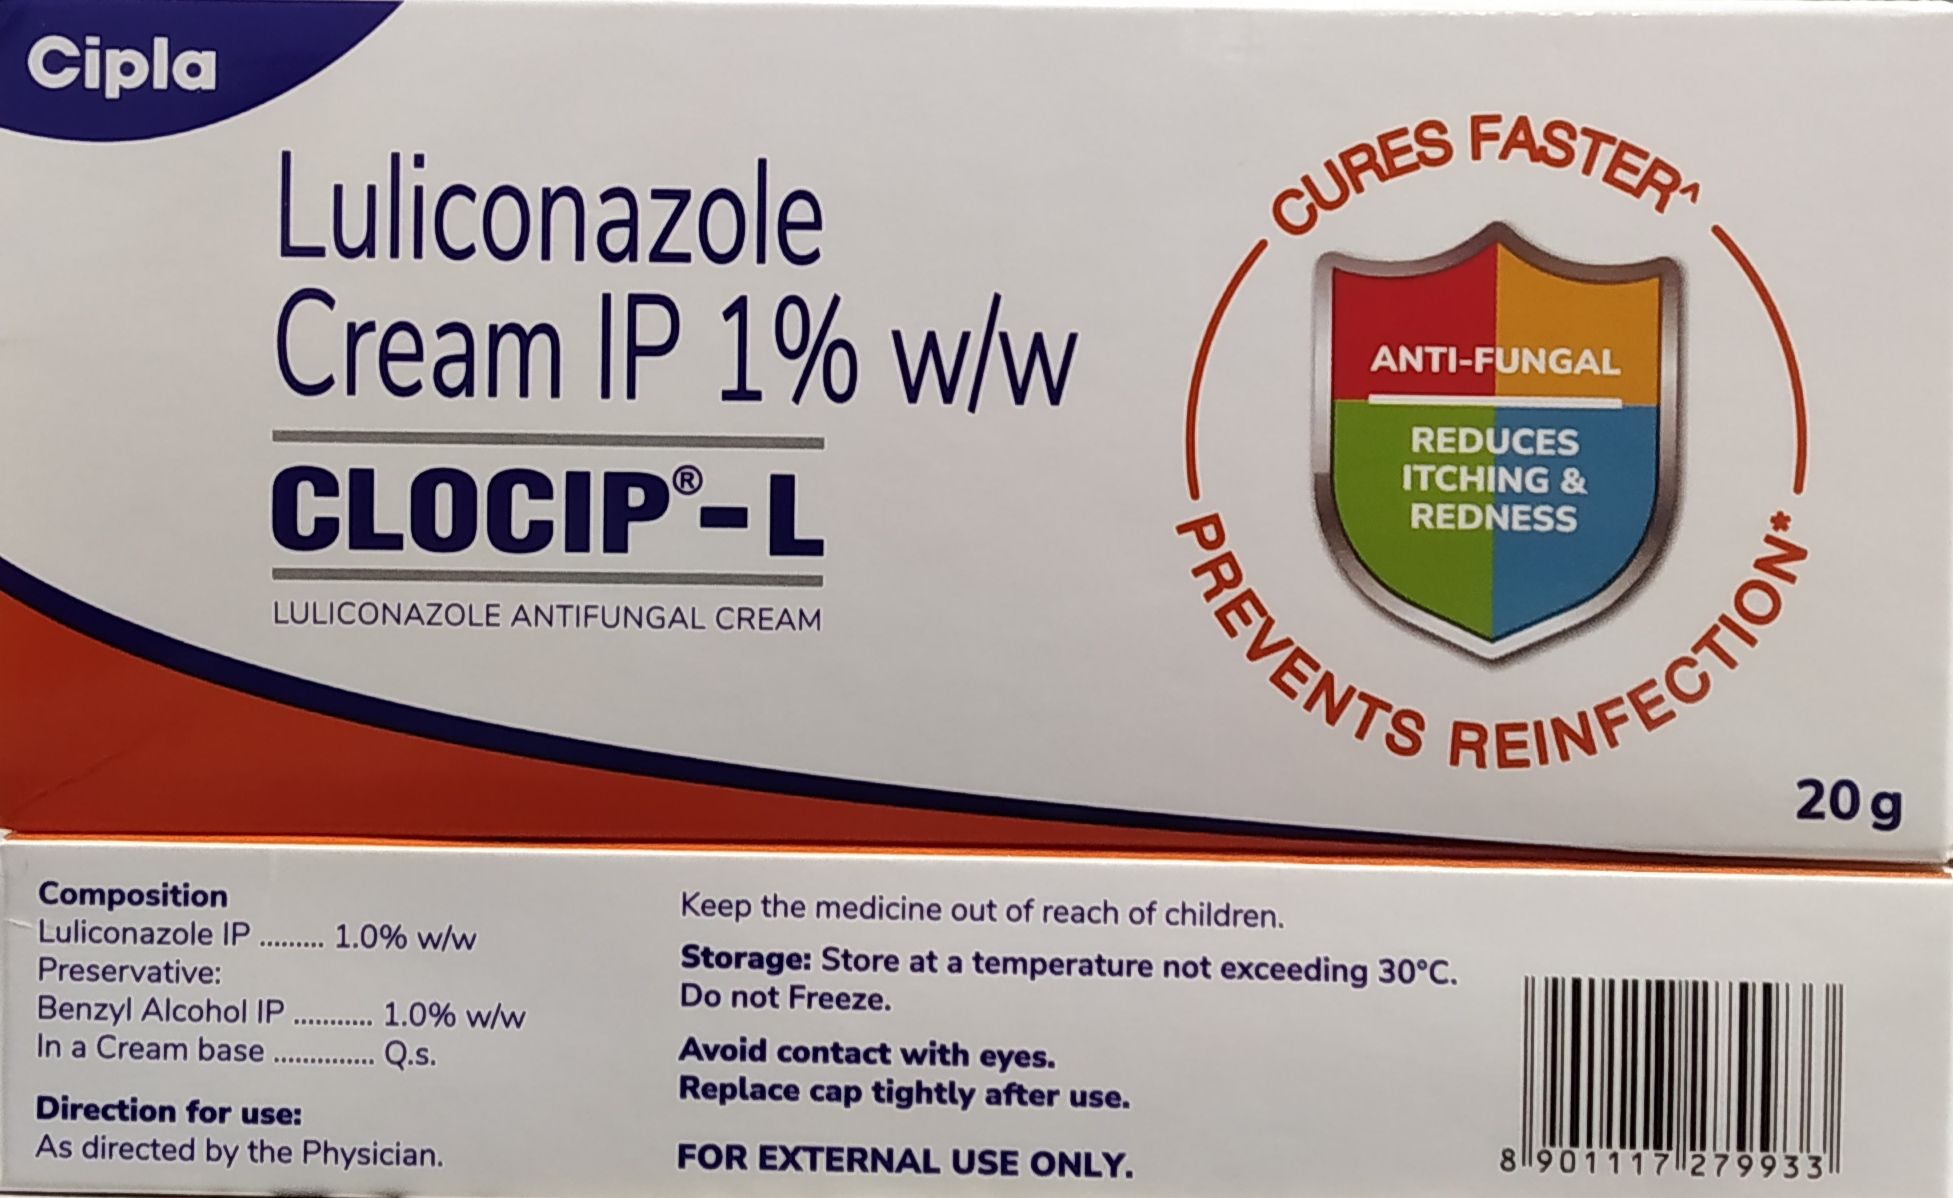 Cipla
Luliconazole
Cream IP 1% w/w
CLOCIP®-L
LULICONAZOLE ANTIFUNGAL CREAM
CURES FASTER^
ANTI-FUNGAL
REDUCES
ITCHING &
REDNESS
PREVENTS REINFECTION*
20 g
Composition
Luliconazole IP ......... 1.0% w/w
Preservative:
Benzyl Alcohol IP ........... 1.0% w/w
In a Cream base .............. Q.s.
Direction for use:
As directed by the Physician.
Keep the medicine out of reach of children.
Storage: Store at a temperature not exceeding 30°C.
Do not Freeze.
Avoid contact with eyes.
Replace cap tightly after use.
FOR EXTERNAL USE ONLY.
8 901117 279933